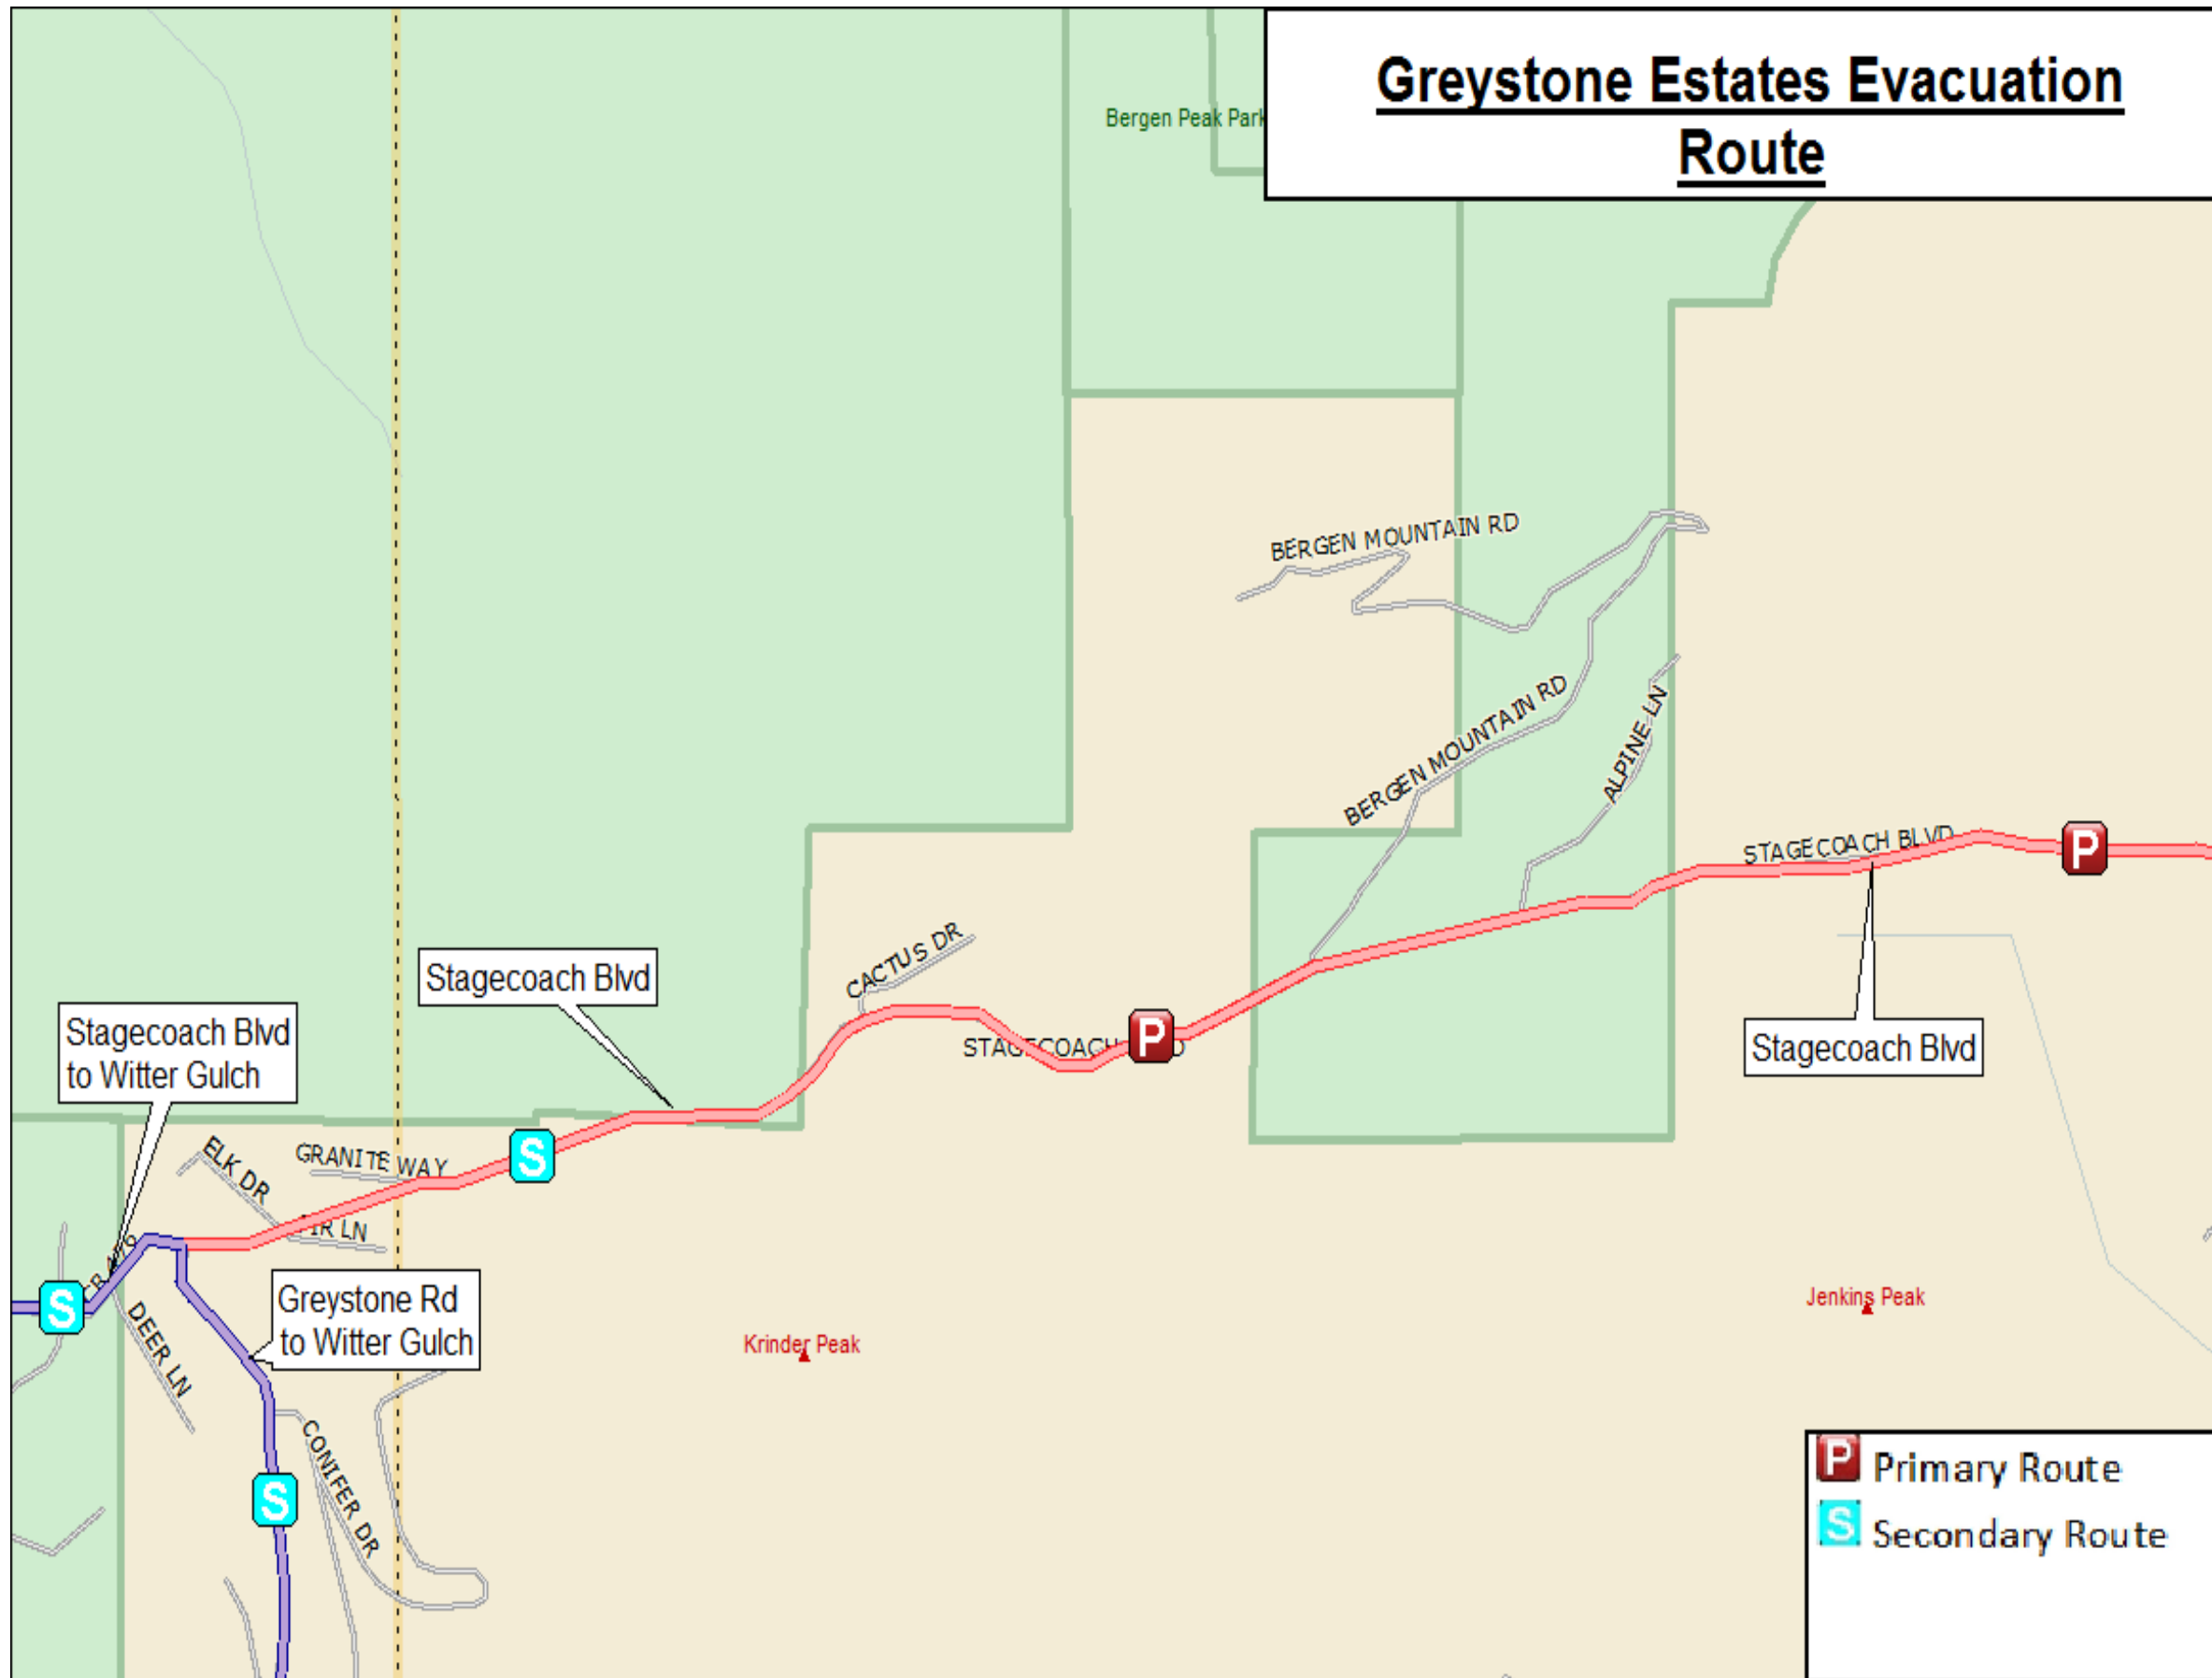 Greystone Estates Evacuation
Route
Bergen Peak Park
BERGEN MOUNTAIN RD
BERGEN MOUNTAIN RD
ALPINE LN
STAGECOACH BLVD
P
CACTUS DR
Stagecoach Blvd
Stagecoach Blvd
to Witter Gulch
STAGECOACH
P
Stagecoach Blvd
S
GRANITE WAY
ELK DR
LN
S
DEER LN
Greystone Rd
to Witter Gulch
Krinder Peak
Jenkins Peak
CONIFER DR
S
P Primary Route
S Secondary Route